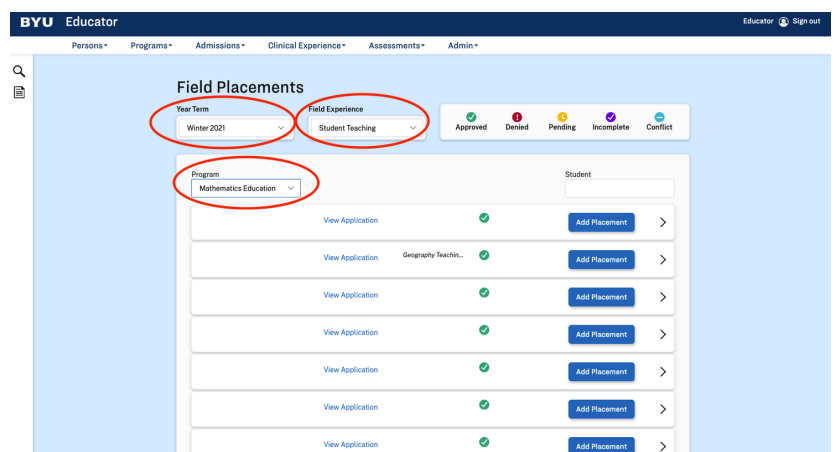 BYU Educator
Educator Sign out
Persons Programs Admissions Clinical Experience Assessments Admin
Field Placements
Year Term
Field Experience
Winter 2021
Student Teaching
Approved Denied Pending Incomplete Conflict
Program
Student
Mathematics Education
View Application Add Placement
View Application Geography Teachin... Add Placement
View Application Add Placement
View Application Add Placement
View Application Add Placement
View Application Add Placement
View Application Add Placement